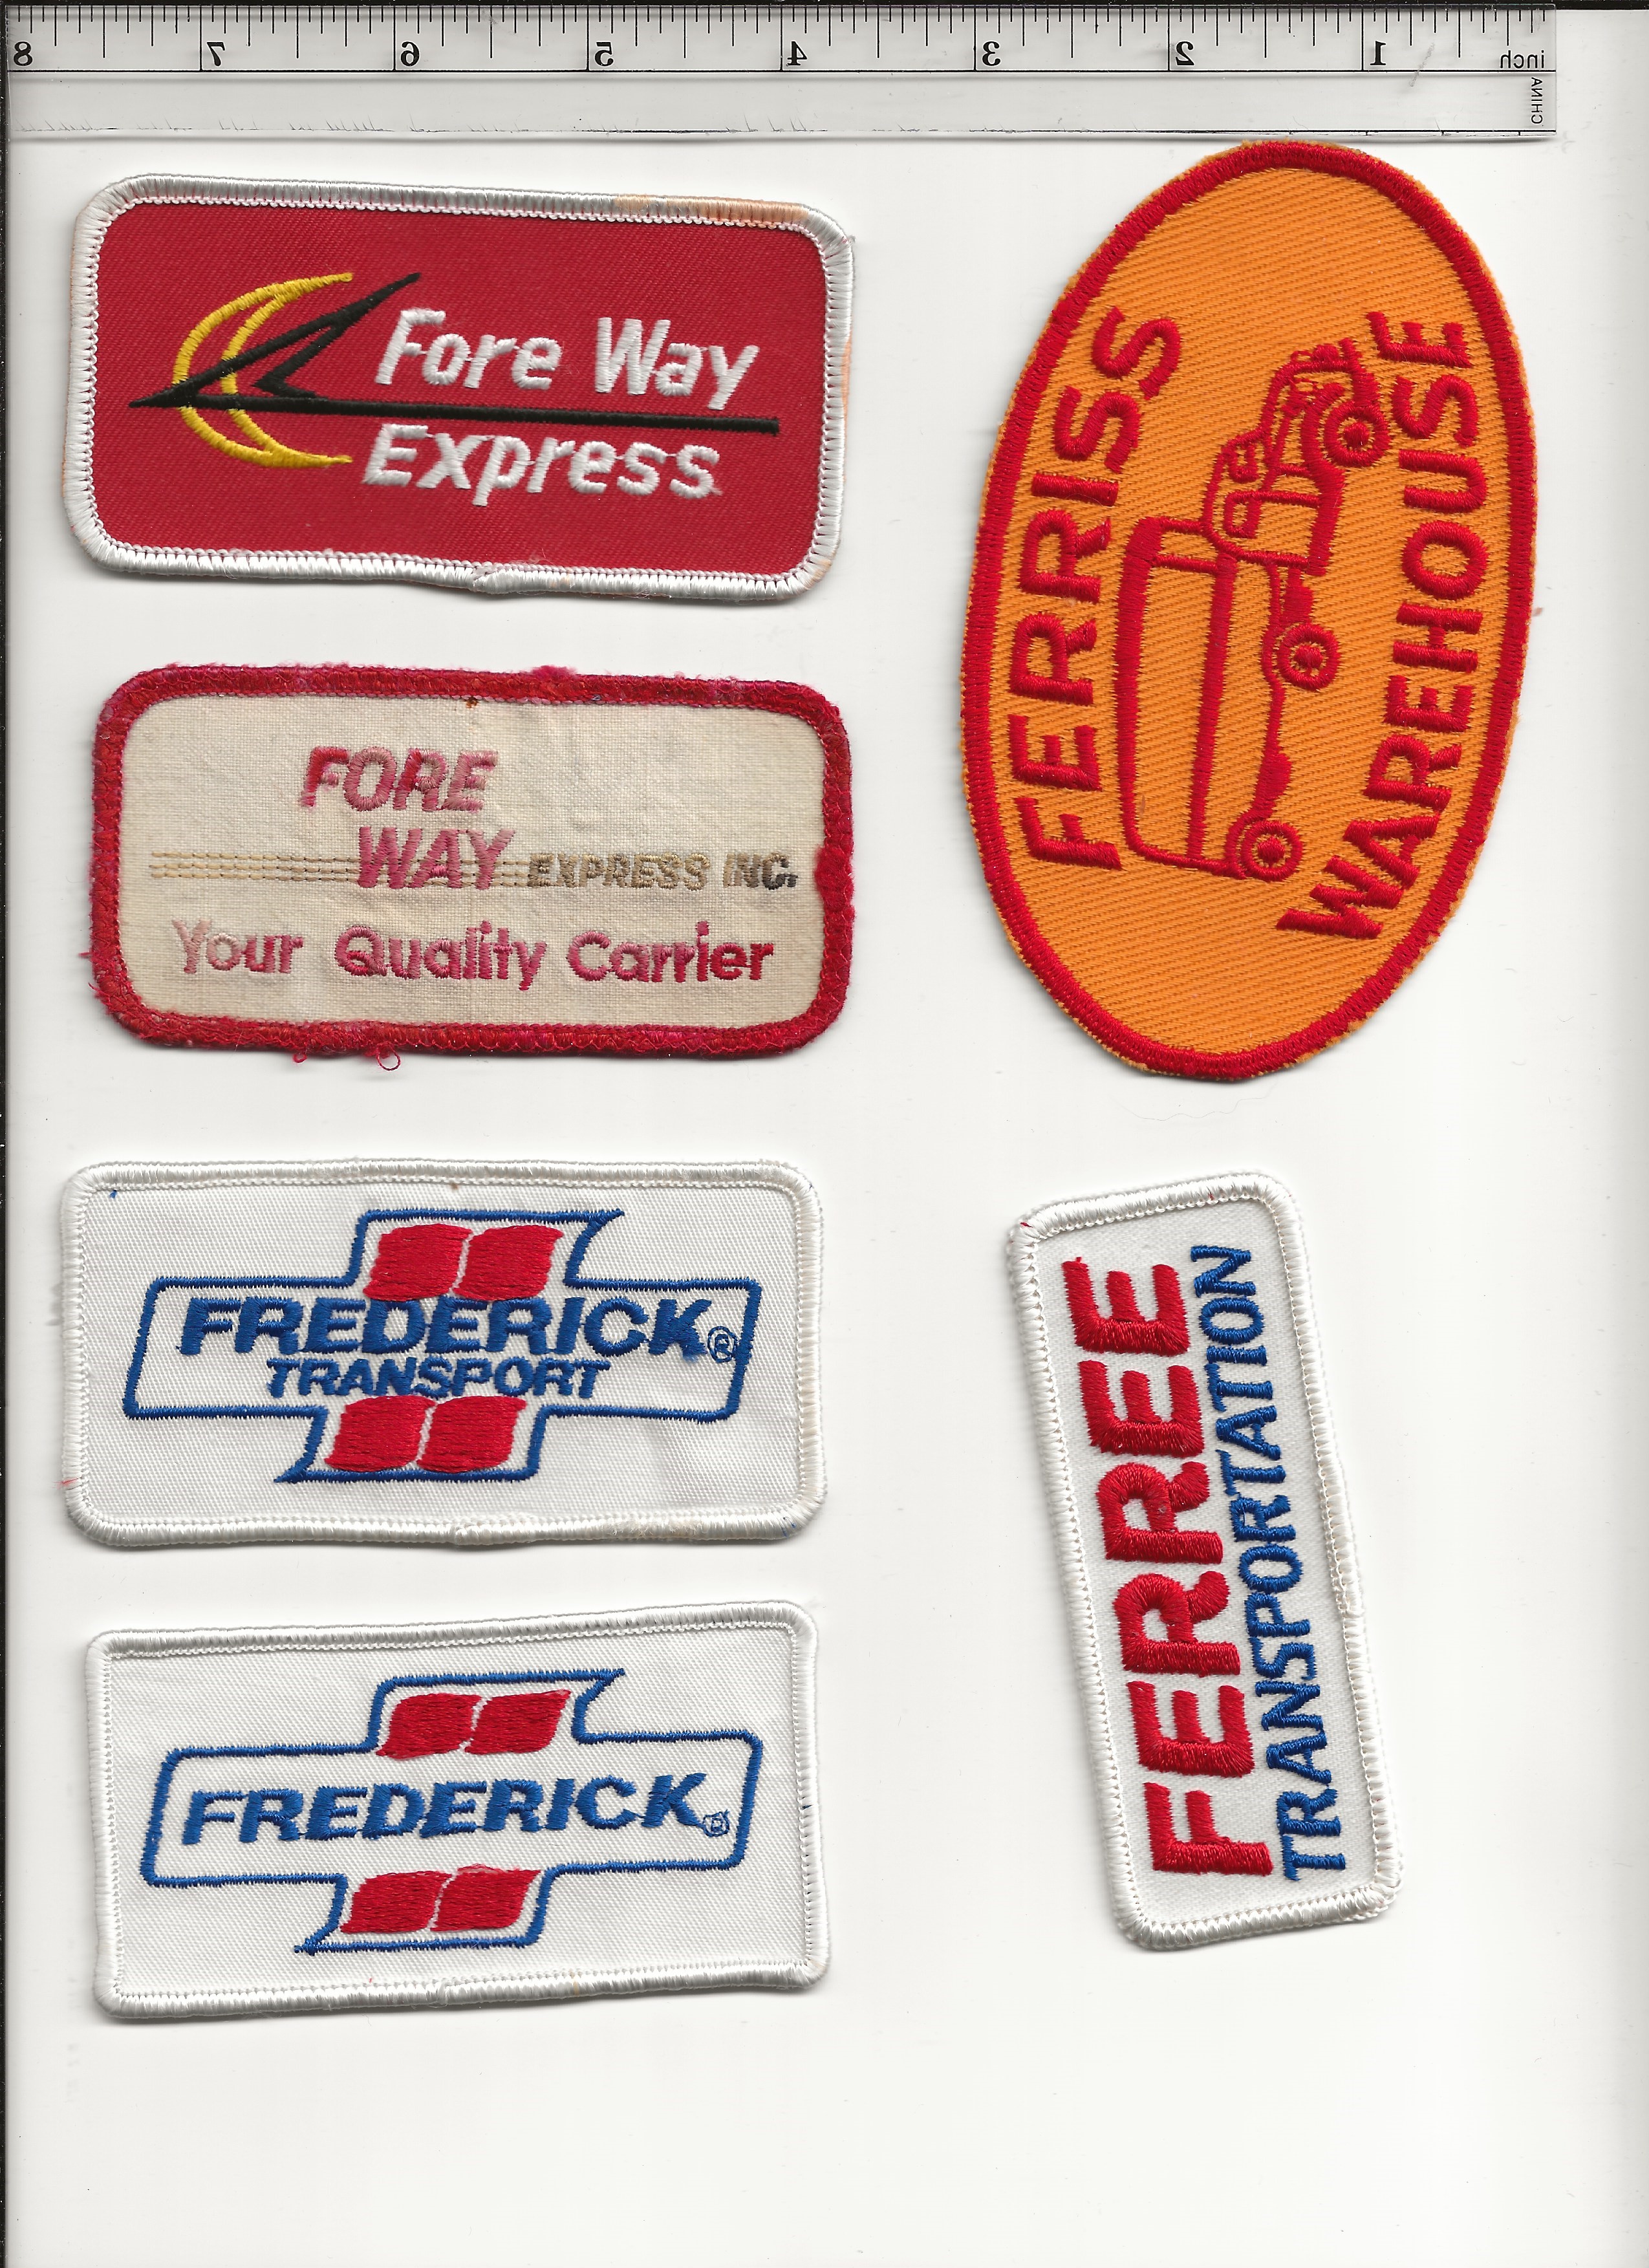 8 7 6 5 4 3 2 1 inch
CHINA
Fore Way
Express
FERRISS
WAREHOUSE
FORE
WAY EXPRESS INC.
Your Quality Carrier
FREDERICK®
TRANSPORT
FERREE
TRANSPORTATION
FREDERICK®